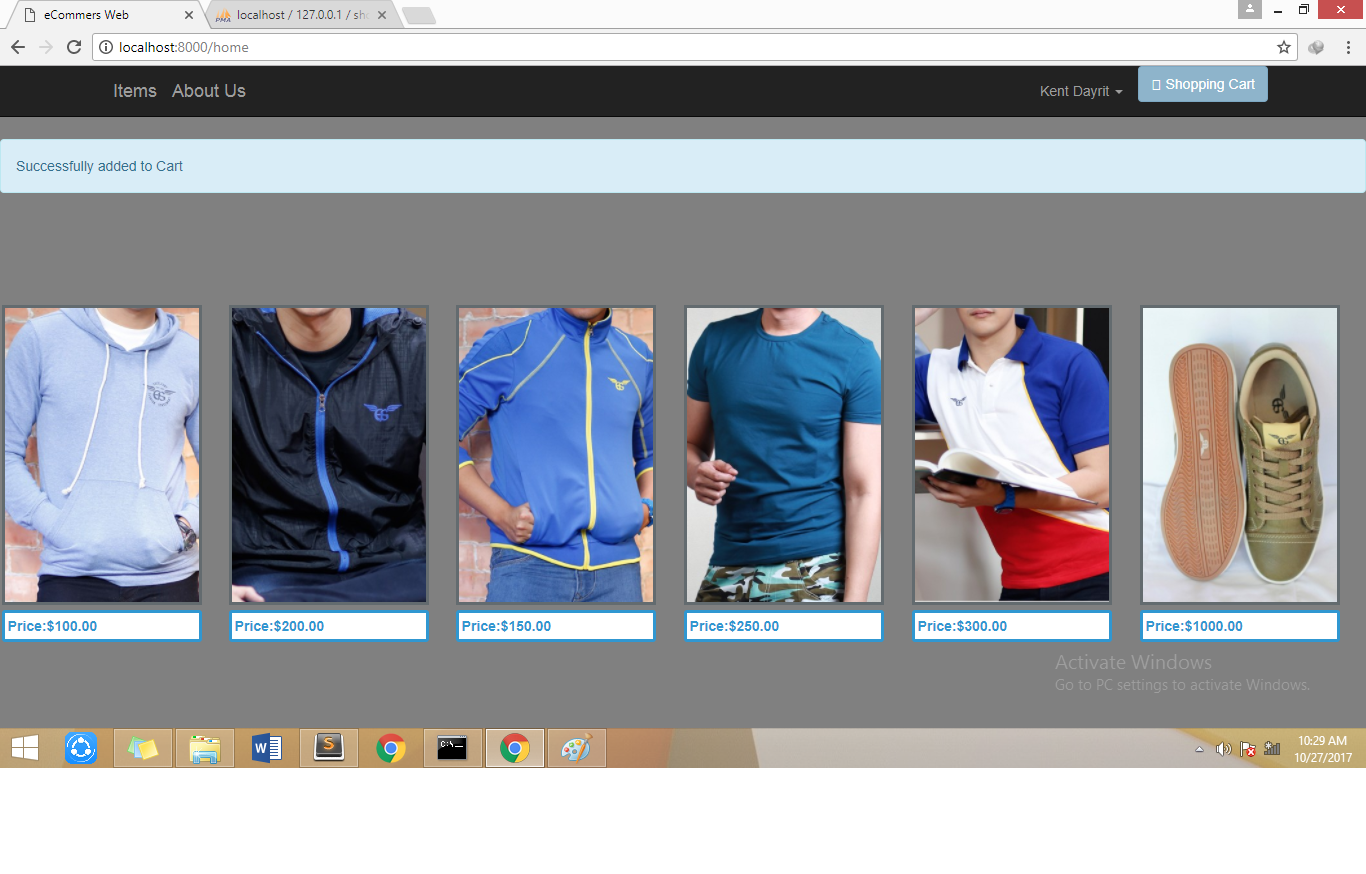 eCommers Web
localhost / 127.0.0.1 / sh
localhost:8000/home
Items About Us Kent Dayrit Shopping Cart
Successfully added to Cart
Price:$100.00 Price:$200.00 Price:$150.00 Price:$250.00 Price:$300.00 Price:$1000.00
Activate Windows
Go to PC settings to activate Windows.
10:29 AM
10/27/2017